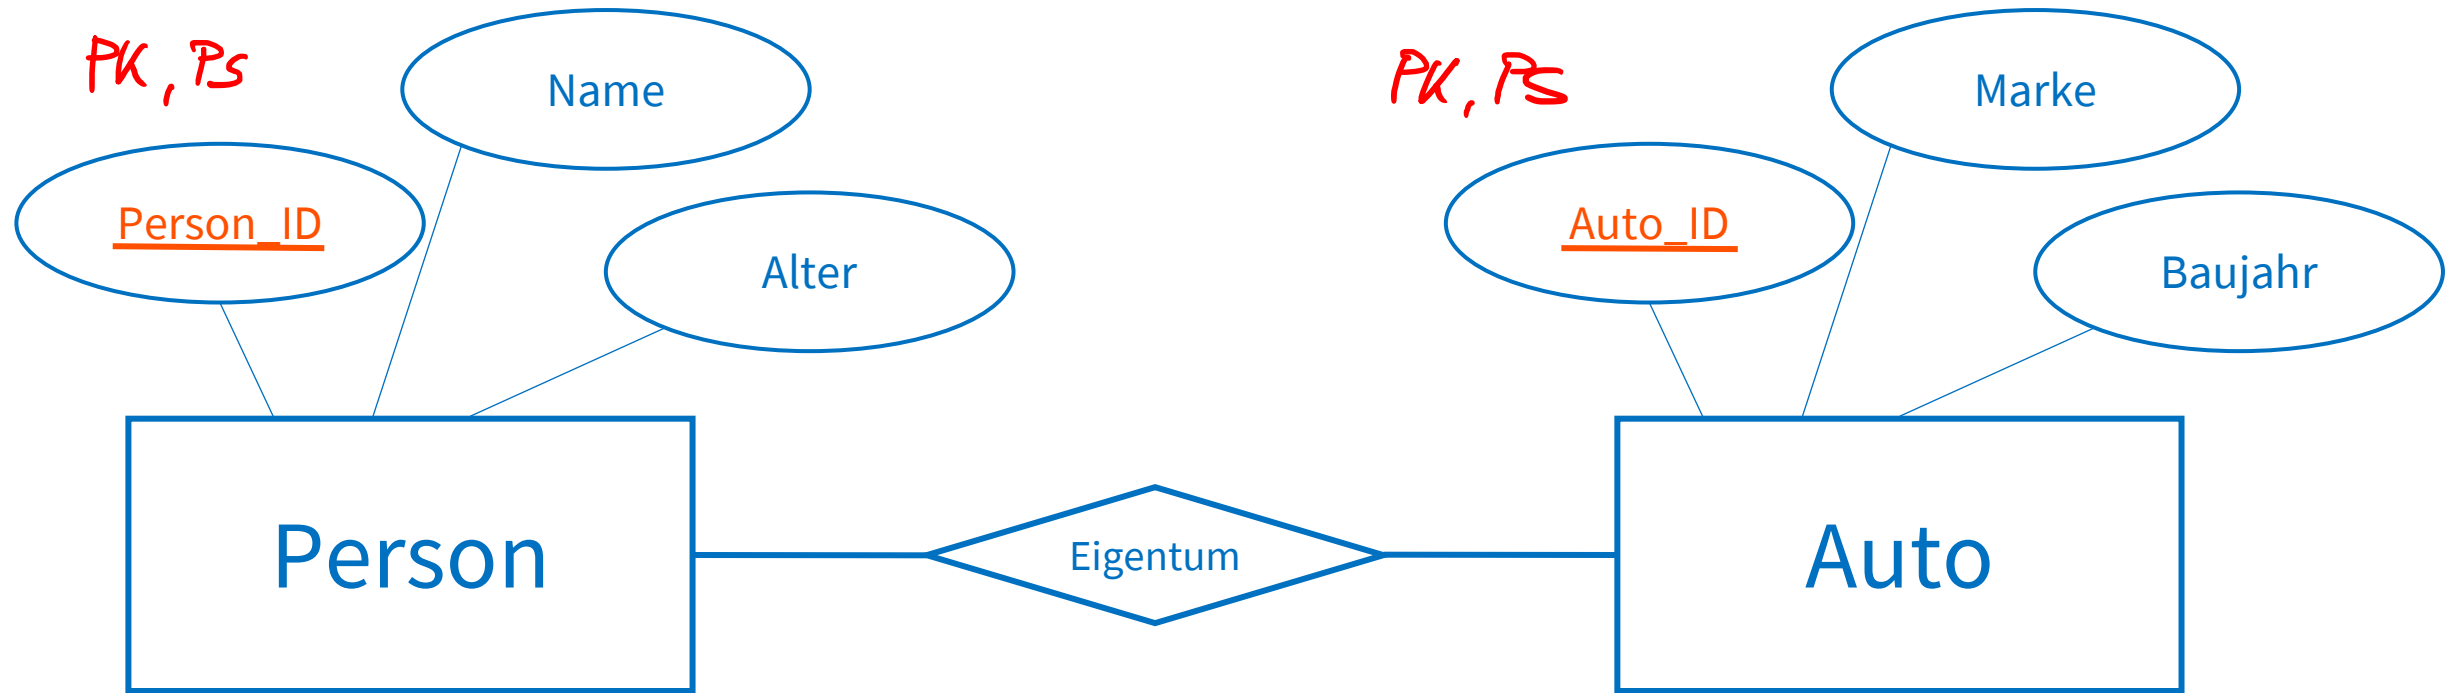 PK, PS
Name
Person_ID
Alter
PK, PS
Marke
Auto_ID
Baujahr
Person
Eigentum
Auto